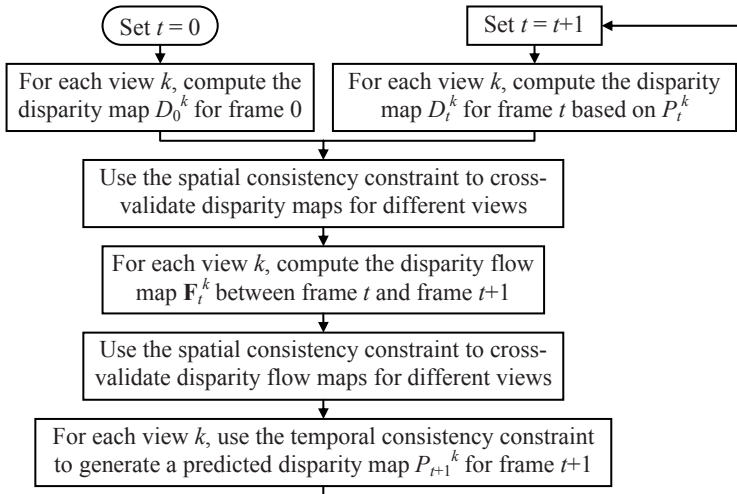 Set t = 0
Set t = t+1
For each view k, compute the
disparity map D₀ᵏ for frame 0
For each view k, compute the disparity
map Dₜᵏ for frame t based on Pₜᵏ
Use the spatial consistency constraint to cross-
validate disparity maps for different views
For each view k, compute the disparity flow
map Fₜᵏ between frame t and frame t+1
Use the spatial consistency constraint to cross-
validate disparity flow maps for different views
For each view k, use the temporal consistency constraint
to generate a predicted disparity map Pₜ₊₁ᵏ for frame t+1